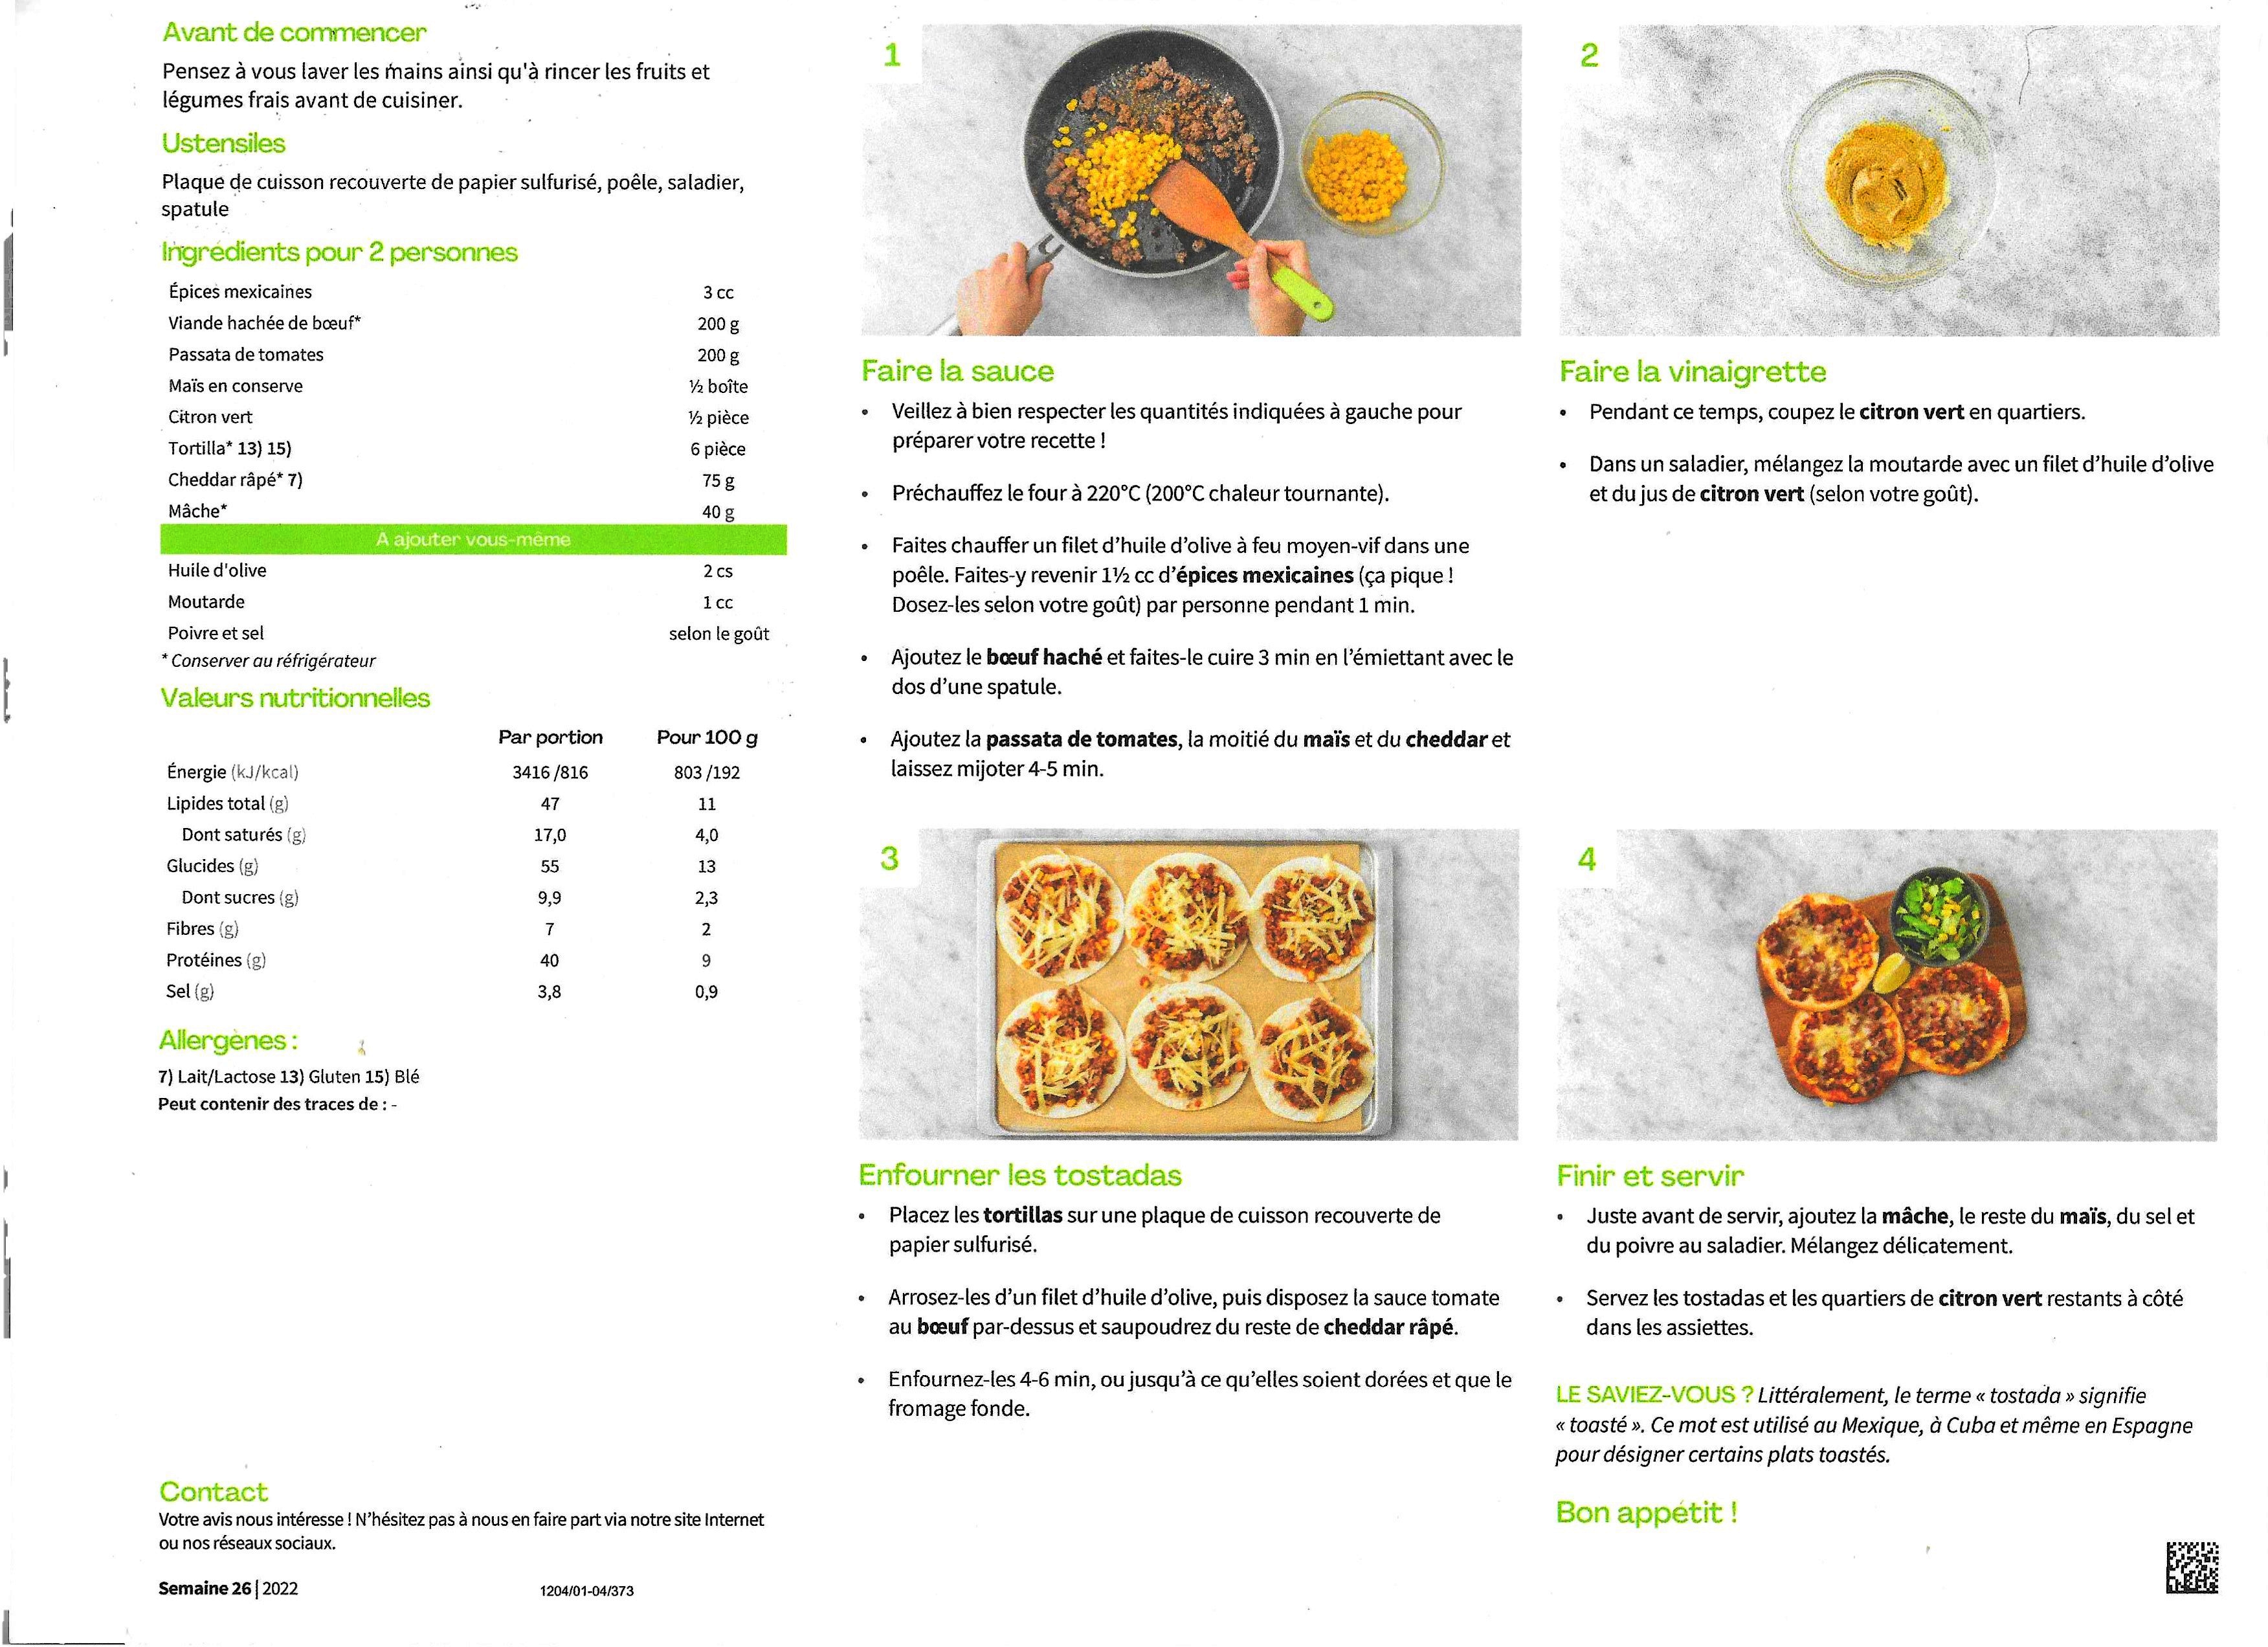 Avant de commencer
Pensez à vous laver les mains ainsi qu'à rincer les fruits et
légumes frais avant de cuisiner.
Ustensiles
Plaque de cuisson recouverte de papier sulfurisé, poêle, saladier,
spatule
Ingrédients pour 2 personnes
Épices mexicaines 3 cc
Viande hachée de bœuf* 200 g
Passata de tomates 200 g
Maïs en conserve ½ boîte
Citron vert ½ pièce
Tortilla* 13) 15) 6 pièce
Cheddar râpé* 7) 75 g
Mâche* 40 g
À ajouter vous-même
Huile d'olive 2 cs
Moutarde 1 cc
Poivre et sel selon le goût
* Conserver au réfrigérateur
Valeurs nutritionnelles
Par portion Pour 100 g
Énergie (kJ/kcal) 3416 /816 803 /192
Lipides total (g) 47 11
Dont saturés (g) 17,0 4,0
Glucides (g) 55 13
Dont sucres (g) 9,9 2,3
Fibres (g) 7 2
Protéines (g) 40 9
Sel (g) 3,8 0,9
Allergènes :
7) Lait/Lactose 13) Gluten 15) Blé
Peut contenir des traces de : -
Contact
Votre avis nous intéresse ! N'hésitez pas à nous en faire part via notre site Internet
ou nos réseaux sociaux.
Semaine 26 | 2022 1204/01-04/373
1
Faire la sauce
• Veillez à bien respecter les quantités indiquées à gauche pour
préparer votre recette !
• Préchauffez le four à 220°C (200°C chaleur tournante).
• Faites chauffer un filet d'huile d'olive à feu moyen-vif dans une
poêle. Faites-y revenir 1½ cc d'épices mexicaines (ça pique !
Dosez-les selon votre goût) par personne pendant 1 min.
• Ajoutez le bœuf haché et faites-le cuire 3 min en l'émiettant avec le
dos d'une spatule.
• Ajoutez la passata de tomates, la moitié du maïs et du cheddar et
laissez mijoter 4-5 min.
2
Faire la vinaigrette
• Pendant ce temps, coupez le citron vert en quartiers.
• Dans un saladier, mélangez la moutarde avec un filet d'huile d'olive
et du jus de citron vert (selon votre goût).
3
Enfourner les tostadas
• Placez les tortillas sur une plaque de cuisson recouverte de
papier sulfurisé.
• Arrosez-les d'un filet d'huile d'olive, puis disposez la sauce tomate
au bœuf par-dessus et saupoudrez du reste de cheddar râpé.
• Enfournez-les 4-6 min, ou jusqu'à ce qu'elles soient dorées et que le
fromage fonde.
4
Finir et servir
• Juste avant de servir, ajoutez la mâche, le reste du maïs, du sel et
du poivre au saladier. Mélangez délicatement.
• Servez les tostadas et les quartiers de citron vert restants à côté
dans les assiettes.
LE SAVIEZ-VOUS ? Littéralement, le terme « tostada » signifie
« toasté ». Ce mot est utilisé au Mexique, à Cuba et même en Espagne
pour désigner certains plats toastés.
Bon appétit !